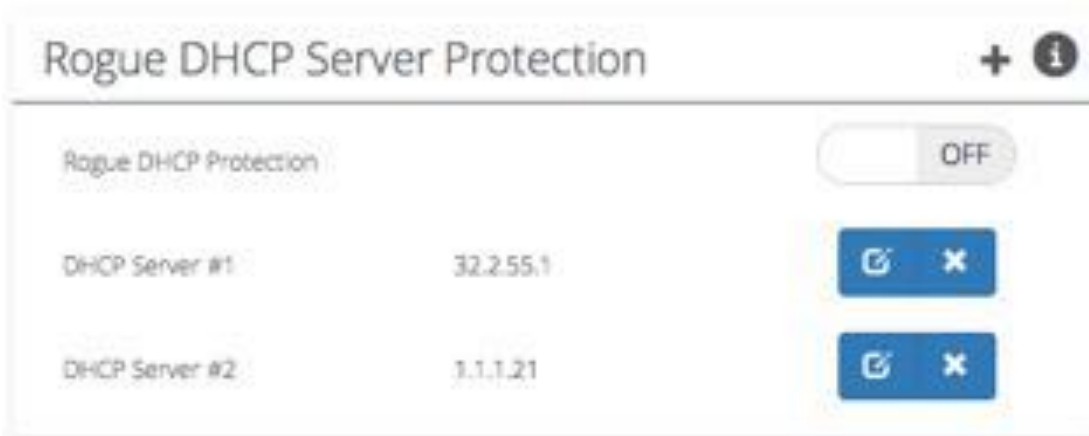 Rogue DHCP Server Protection
Rogue DHCP Protection OFF
DHCP Server #1 32.2.55.1
DHCP Server #2 1.1.1.21